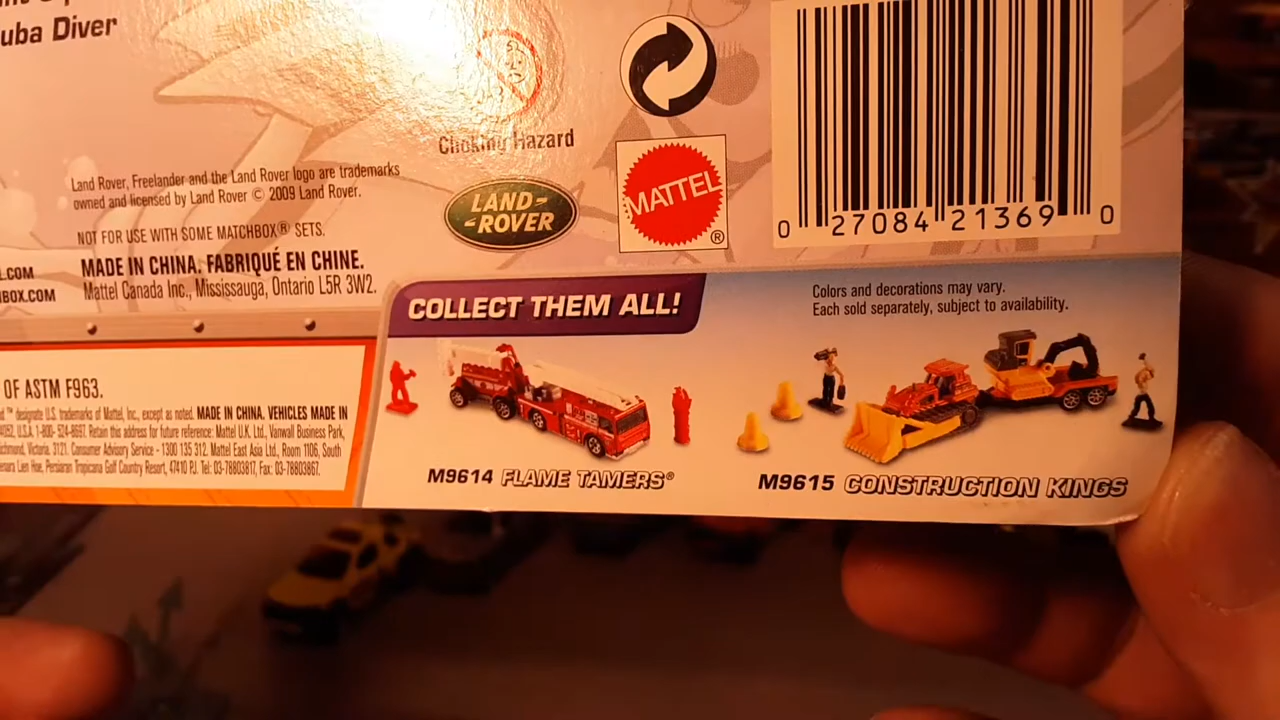 uba Diver
Choking Hazard
Land Rover, Freelander and the Land Rover logo are trademarks
owned and licensed by Land Rover © 2009 Land Rover.
LAND-
-ROVER
MATTEL
®
0 27084 21369 0
NOT FOR USE WITH SOME MATCHBOX® SETS.
L.COM
MADE IN CHINA. FABRIQUÉ EN CHINE.
BOX.COM
Mattel Canada Inc., Mississauga, Ontario L5R 3W2.
COLLECT THEM ALL!
Colors and decorations may vary.
Each sold separately, subject to availability.
OF ASTM F963.
designate U.S. trademarks of Mattel, Inc., except as noted. MADE IN CHINA. VEHICLES MADE IN
U.S.A. 1-800-524-8697. Retain this address for future reference: Mattel U.K. Ltd., Vanwall Business Park,
Richmond, Victoria. 3121. Consumer Advisory Service - 1300 135 312. Mattel East Asia Ltd., Room 1106, South
Persiaran Tropicana Golf Country Resort, 47410 PJ. Tel: 03-78803817, Fax: 03-78803867.
M9614 FLAME TAMERS®
M9615 CONSTRUCTION KINGS